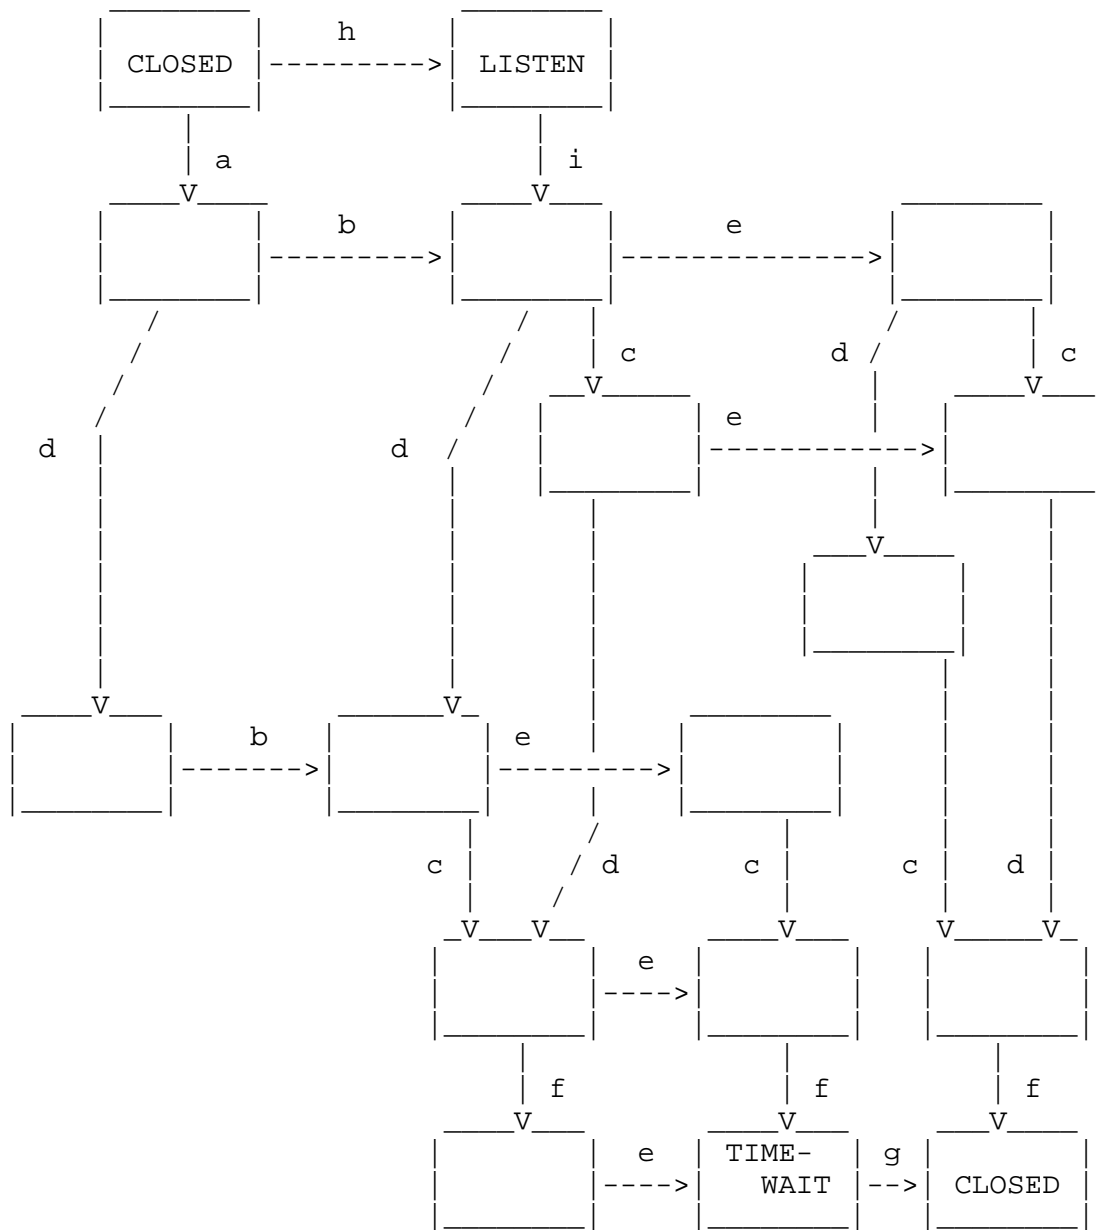 h
CLOSED LISTEN
a i
b e
c d c
e
d d
b e
c d c c d
e
f f f
TIME-
e g
WAIT CLOSED